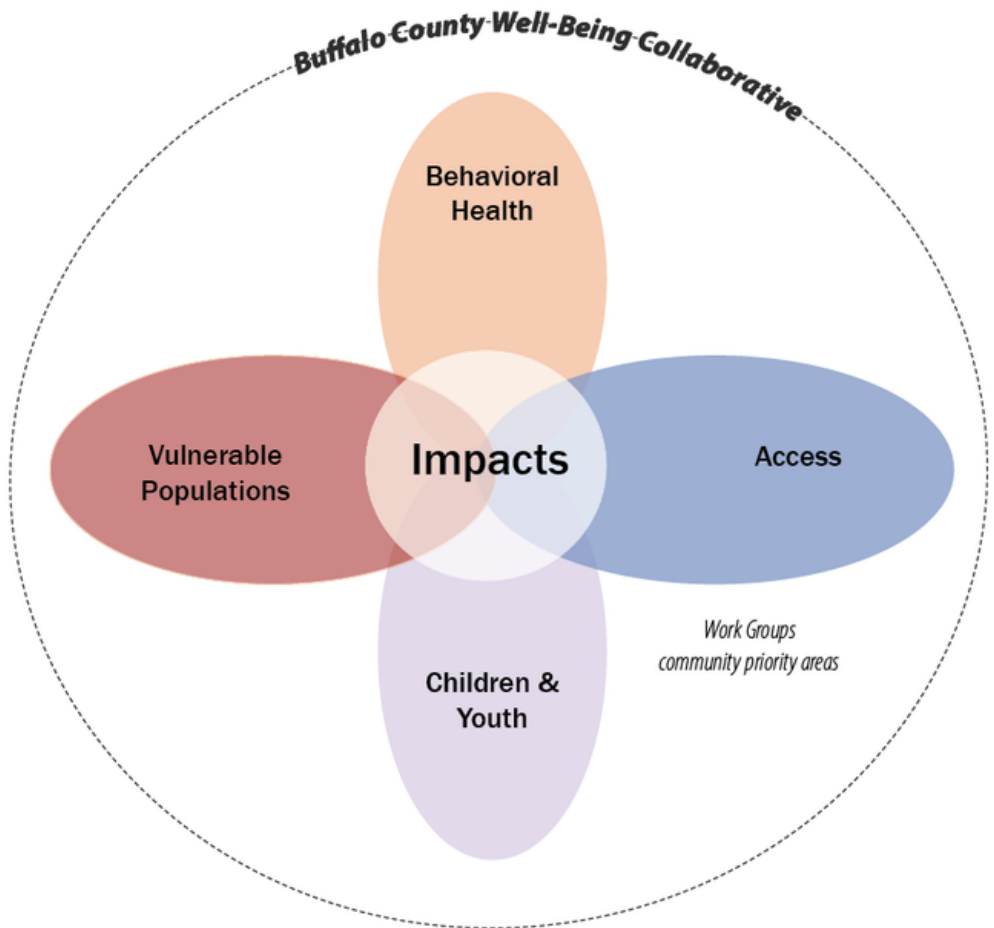 Buffalo County Well-Being Collaborative
Behavioral
Health
Vulnerable
Populations
Impacts
Access
Work Groups
community priority areas
Children &
Youth